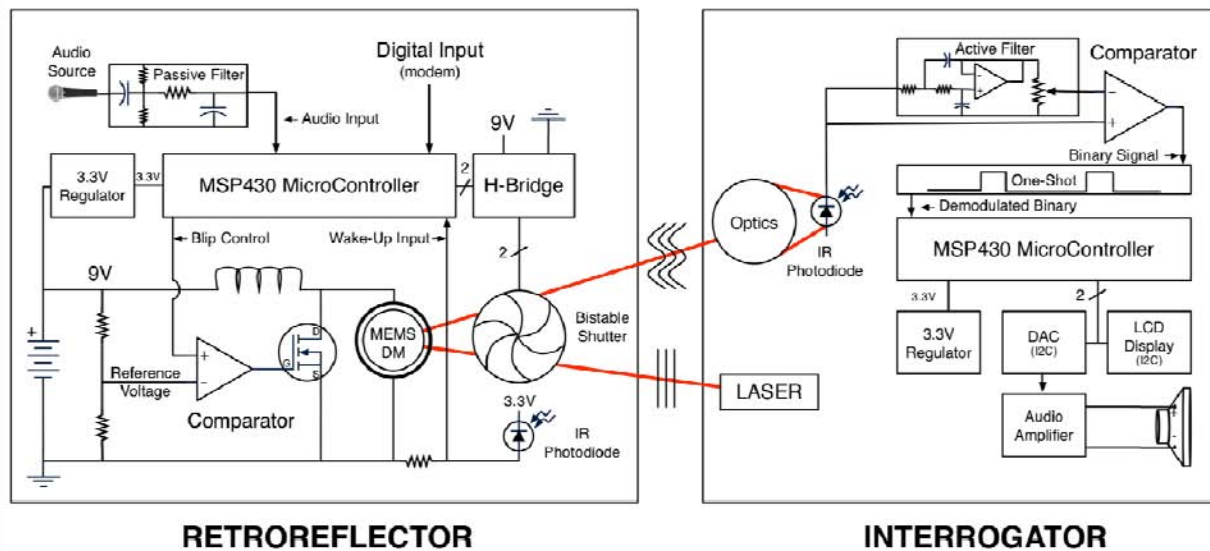 Audio
Source
Passive Filter
Digital Input
(modem)
Audio Input
9V
3.3V
Regulator
3.3V
MSP430 MicroController
2
H-Bridge
Blip Control
Wake-Up Input
2
9V
+
MEMS
DM
Bistable
Shutter
D
G
S
+
-
Reference
Voltage
Comparator
3.3V
IR
Photodiode
RETROREFLECTOR
Active Filter
Comparator
-
+
-
+
Binary Signal
One-Shot
Demodulated Binary
Optics
IR
Photodiode
MSP430 MicroController
3.3V
2
3.3V
Regulator
DAC
(I2C)
LCD
Display
(I2C)
LASER
Audio
Amplifier
+
-
INTERROGATOR